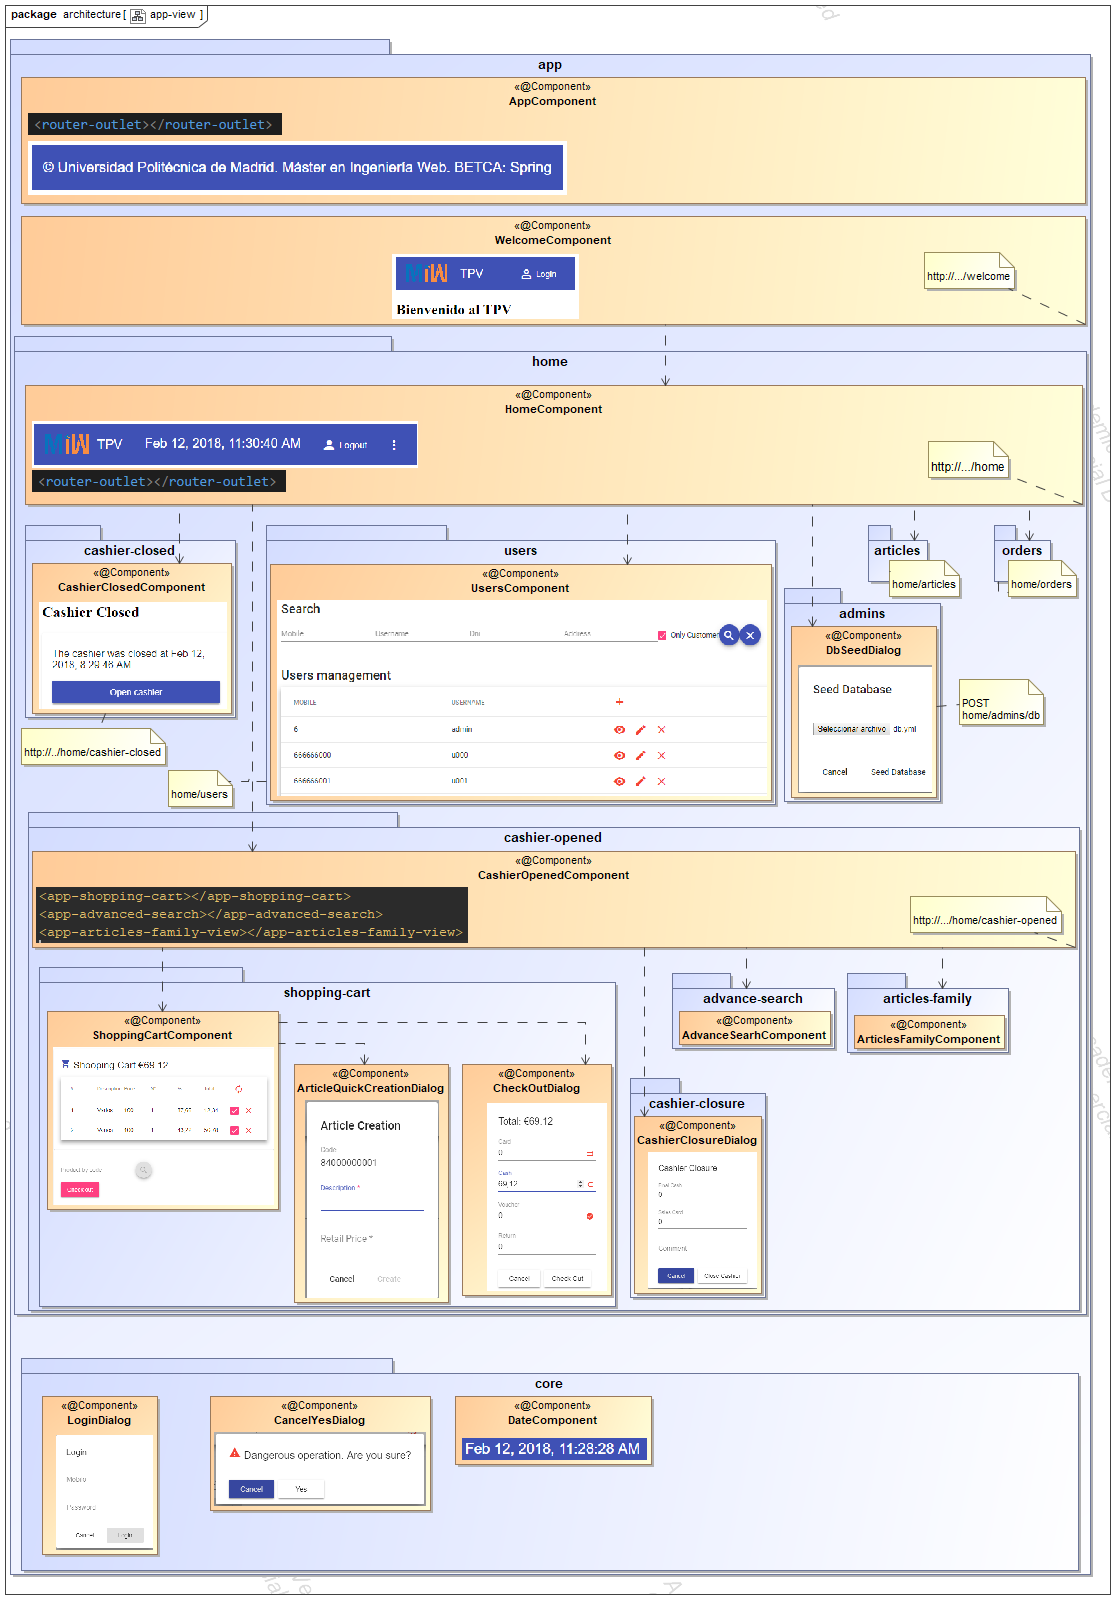 package architecture [ app-view ]
app
«@Component»
AppComponent
<router-outlet></router-outlet>
© Universidad Politécnica de Madrid. Máster en Ingeniería Web. BETCA: Spring
«@Component»
WelcomeComponent
MiW TPV Login
Bienvenido al TPV
http://.../welcome
home
«@Component»
HomeComponent
MiW TPV Feb 12, 2018, 11:30:40 AM Logout
<router-outlet></router-outlet>
http://.../home
cashier-closed
«@Component»
CashierClosedComponent
Cashier Closed
The cashier was closed at Feb 12,
2018, 8:29:46 AM
Open cashier
http://../home/cashier-closed
users
«@Component»
UsersComponent
Search
Mobile Username Dni Address Only Customer
Users management
MOBILE USERNAME
6 admin
666666000 u000
666666001 u001
home/users
articles
home/articles
orders
home/orders
admins
«@Component»
DbSeedDialog
Seed Database
Seleccionar archivo db.yml
Cancel Seed Database
POST
home/admins/db
cashier-opened
«@Component»
CashierOpenedComponent
<app-shopping-cart></app-shopping-cart>
<app-advanced-search></app-advanced-search>
<app-articles-family-view></app-articles-family-view>
http://.../home/cashier-opened
shopping-cart
«@Component»
ShoppingCartComponent
Shopping Cart €69.12
Description Price Total
Product by code
Check out
«@Component»
ArticleQuickCreationDialog
Article Creation
Code
84000000001
Description *
Retail Price *
Cancel Create
«@Component»
CheckOutDialog
Total: €69.12
Card
0
Cash
69,12
Voucher
0
Return
0
Cancel Check Out
advance-search
«@Component»
AdvanceSearhComponent
articles-family
«@Component»
ArticlesFamilyComponent
cashier-closure
«@Component»
CashierClosureDialog
Cashier Closure
Final Cash
0
Sales Card
0
Comment
Cancel Close Cashier
core
«@Component»
LoginDialog
Login
Password
Cancel Login
«@Component»
CancelYesDialog
Dangerous operation. Are you sure?
Cancel Yes
«@Component»
DateComponent
Feb 12, 2018, 11:28:28 AM